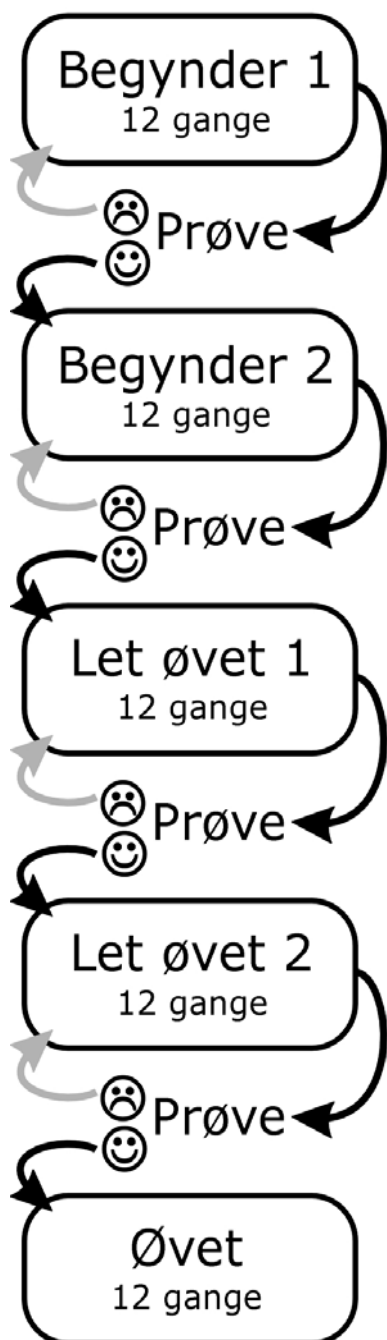 Begynder 1
12 gange
Prøve
Begynder 2
12 gange
Prøve
Let øvet 1
12 gange
Prøve
Let øvet 2
12 gange
Prøve
Øvet
12 gange